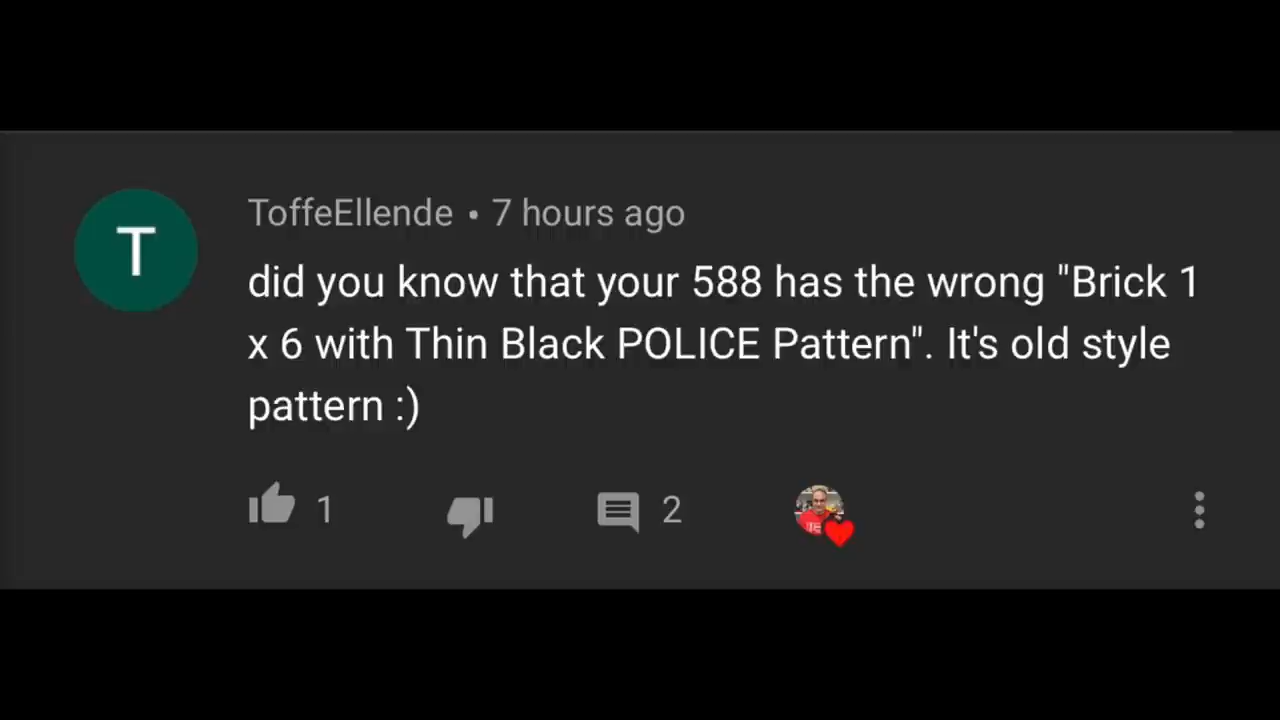 T
ToffeEllende • 7 hours ago
did you know that your 588 has the wrong "Brick 1
x 6 with Thin Black POLICE Pattern". It's old style
pattern :)
1
2